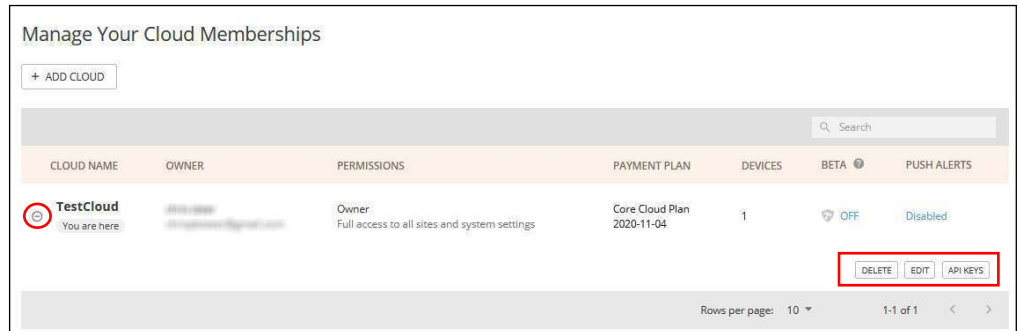 Manage Your Cloud Memberships
+ ADD CLOUD
Search
CLOUD NAME OWNER PERMISSIONS PAYMENT PLAN DEVICES BETA ? PUSH ALERTS
TestCloud Owner Core Cloud Plan 1 OFF Disabled
You are here Full access to all sites and system settings 2020-11-04
DELETE EDIT API KEYS
Rows per page: 10 1-1 of 1 < >